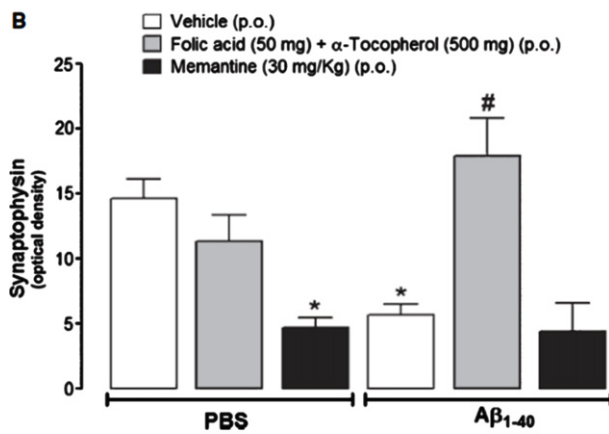 B
Vehicle (p.o.)
Folic acid (50 mg) + α-Tocopherol (500 mg) (p.o.)
Memantine (30 mg/Kg) (p.o.)
Synaptophysin
(optical density)
25
20
15
10
5
0
*
*
#
PBS
Aβ1-40